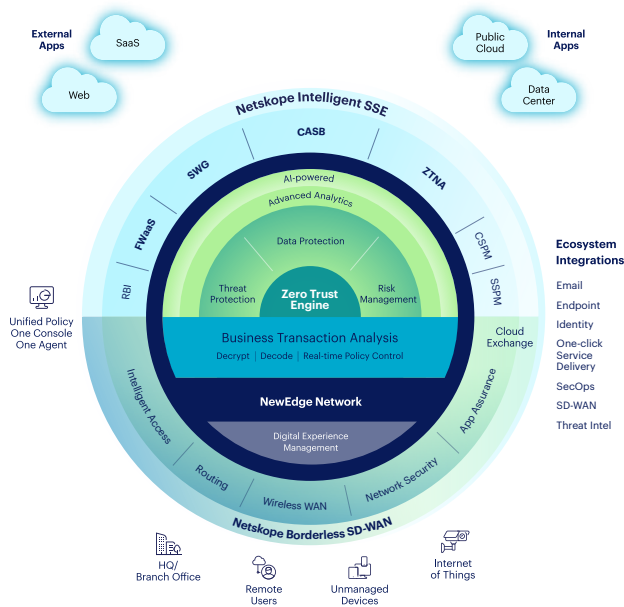 External
Apps
SaaS
Web
Public
Cloud
Internal
Apps
Data
Center
Netskope Intelligent SSE
CASB
SWG
ZTNA
FWaaS
CSPM
RBI
SSPM
AI-powered
Advanced Analytics
Data Protection
Threat
Protection
Risk
Management
Zero Trust
Engine
Business Transaction Analysis
Decrypt | Decode | Real-time Policy Control
NewEdge Network
Digital Experience
Management
Cloud
Exchange
Intelligent Access
App Assurance
Routing
Network Security
Wireless WAN
Netskope Borderless SD-WAN
Unified Policy
One Console
One Agent
Ecosystem
Integrations
Email
Endpoint
Identity
One-click
Service
Delivery
SecOps
SD-WAN
Threat Intel
HQ/
Branch Office
Remote
Users
Unmanaged
Devices
Internet
of Things